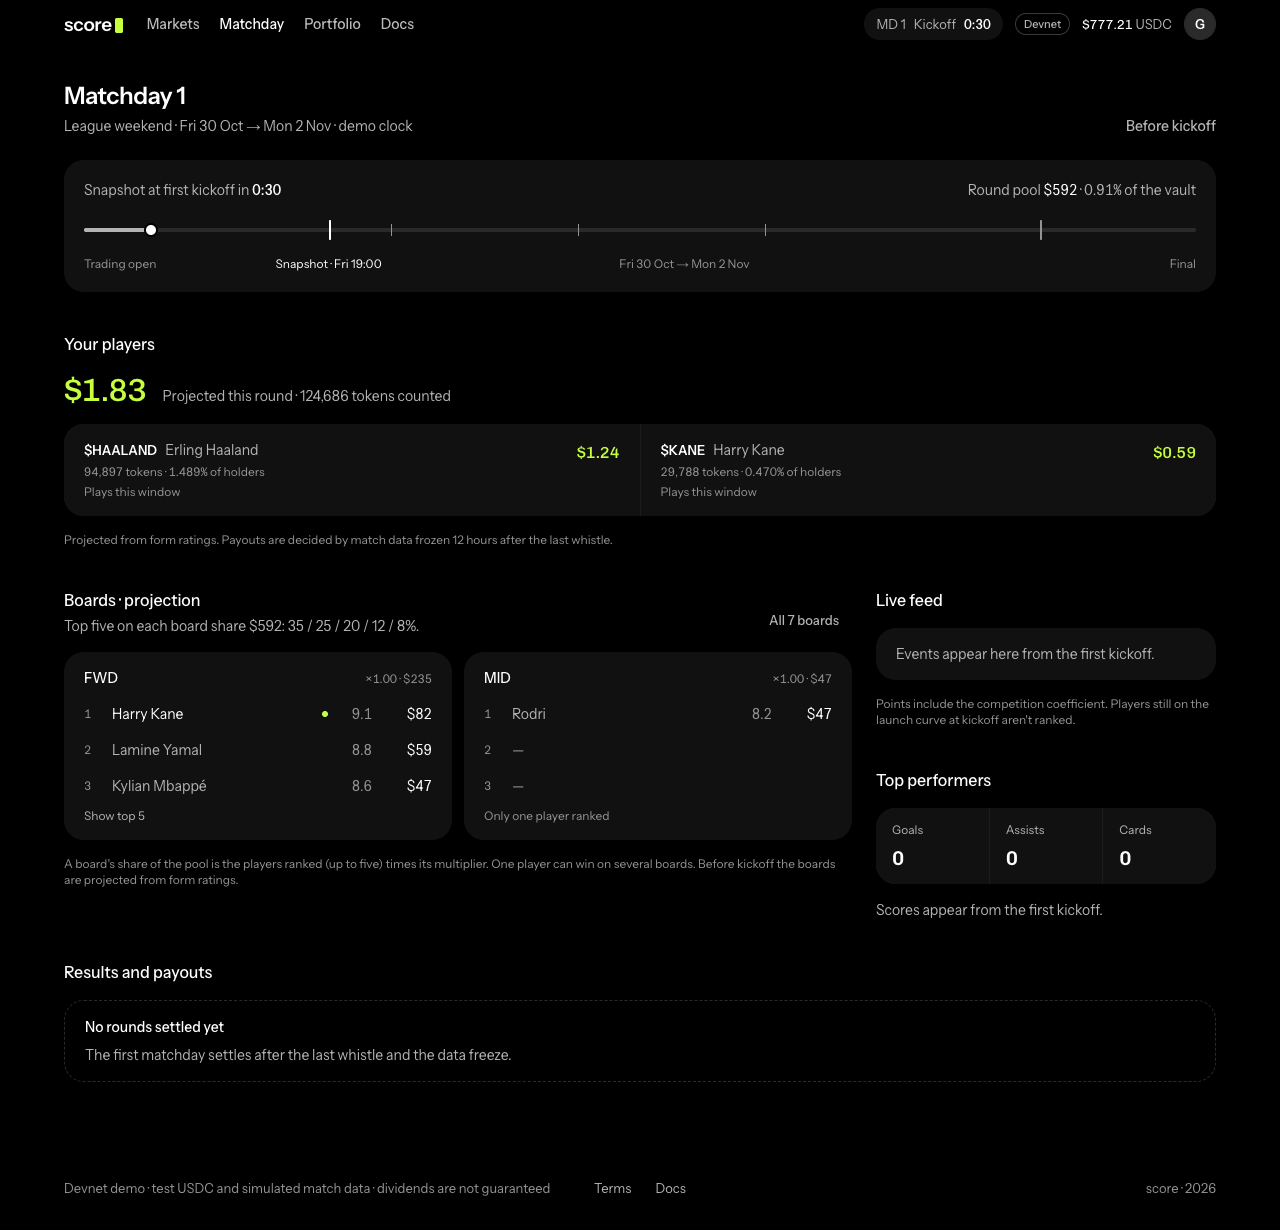 score Markets Matchday Portfolio Docs MD 1 Kickoff 0:30 Devnet $777.21 USDC G
Matchday 1
League weekend · Fri 30 Oct → Mon 2 Nov · demo clock Before kickoff
Snapshot at first kickoff in 0:30 Round pool $592 · 0.91% of the vault
Trading open Snapshot · Fri 19:00 Fri 30 Oct → Mon 2 Nov Final
Your players
$1.83 Projected this round · 124,686 tokens counted
$HAALAND Erling Haaland $1.24
94,897 tokens · 1.489% of holders
Plays this window
$KANE Harry Kane $0.59
29,788 tokens · 0.470% of holders
Plays this window
Projected from form ratings. Payouts are decided by match data frozen 12 hours after the last whistle.
Boards · projection
Top five on each board share $592: 35 / 25 / 20 / 12 / 8%. All 7 boards
FWD ×1.00 · $235
1 Harry Kane 9.1 $82
2 Lamine Yamal 8.8 $59
3 Kylian Mbappé 8.6 $47
Show top 5
MID ×1.00 · $47
1 Rodri 8.2 $47
2 —
3 —
Only one player ranked
A board's share of the pool is the players ranked (up to five) times its multiplier. One player can win on several boards. Before kickoff the boards
are projected from form ratings.
Live feed
Events appear here from the first kickoff.
Points include the competition coefficient. Players still on the
launch curve at kickoff aren't ranked.
Top performers
Goals Assists Cards
0 0 0
Scores appear from the first kickoff.
Results and payouts
No rounds settled yet
The first matchday settles after the last whistle and the data freeze.
Devnet demo · test USDC and simulated match data · dividends are not guaranteed Terms Docs score · 2026